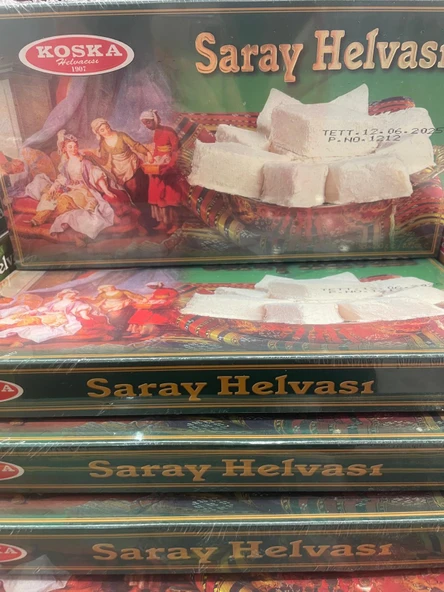 KOSKA
Helvacısı
1907
Saray Helvası
TETT.12.06.2025
P.NO.1212
Saray Helvası
Saray Helvası
Saray Helvası